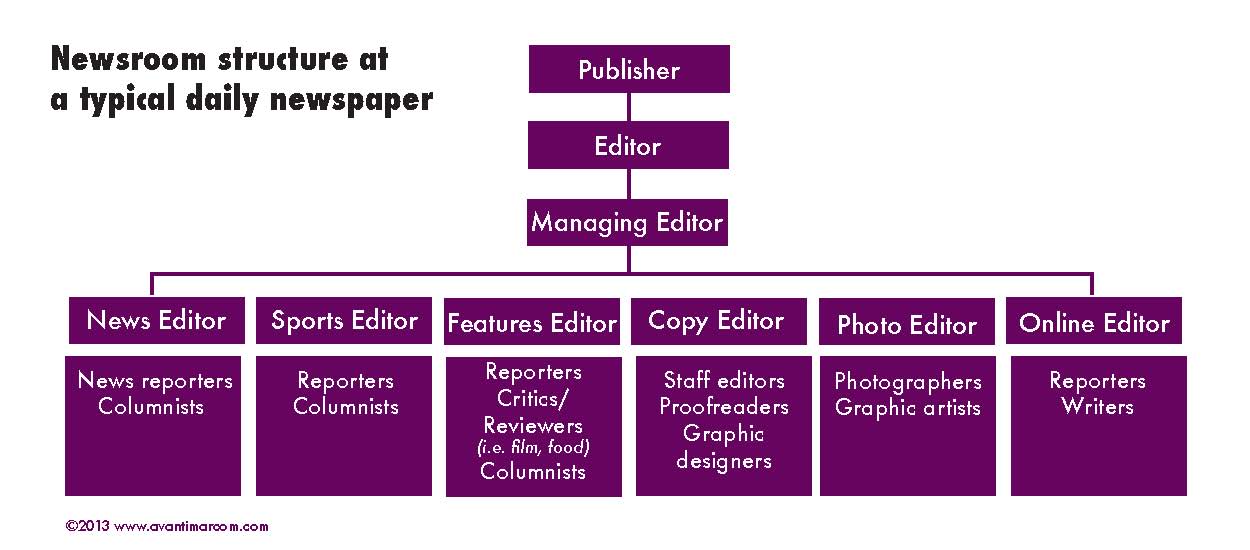 Newsroom structure at
a typical daily newspaper
Publisher
Editor
Managing Editor
News Editor
Sports Editor
Features Editor
Copy Editor
Photo Editor
Online Editor
News reporters
Columnists
Reporters
Columnists
Reporters
Critics/
Reviewers
(i.e. film, food)
Columnists
Staff editors
Proofreaders
Graphic
designers
Photographers
Graphic artists
Reporters
Writers
©2013 www.avantimarcom.com